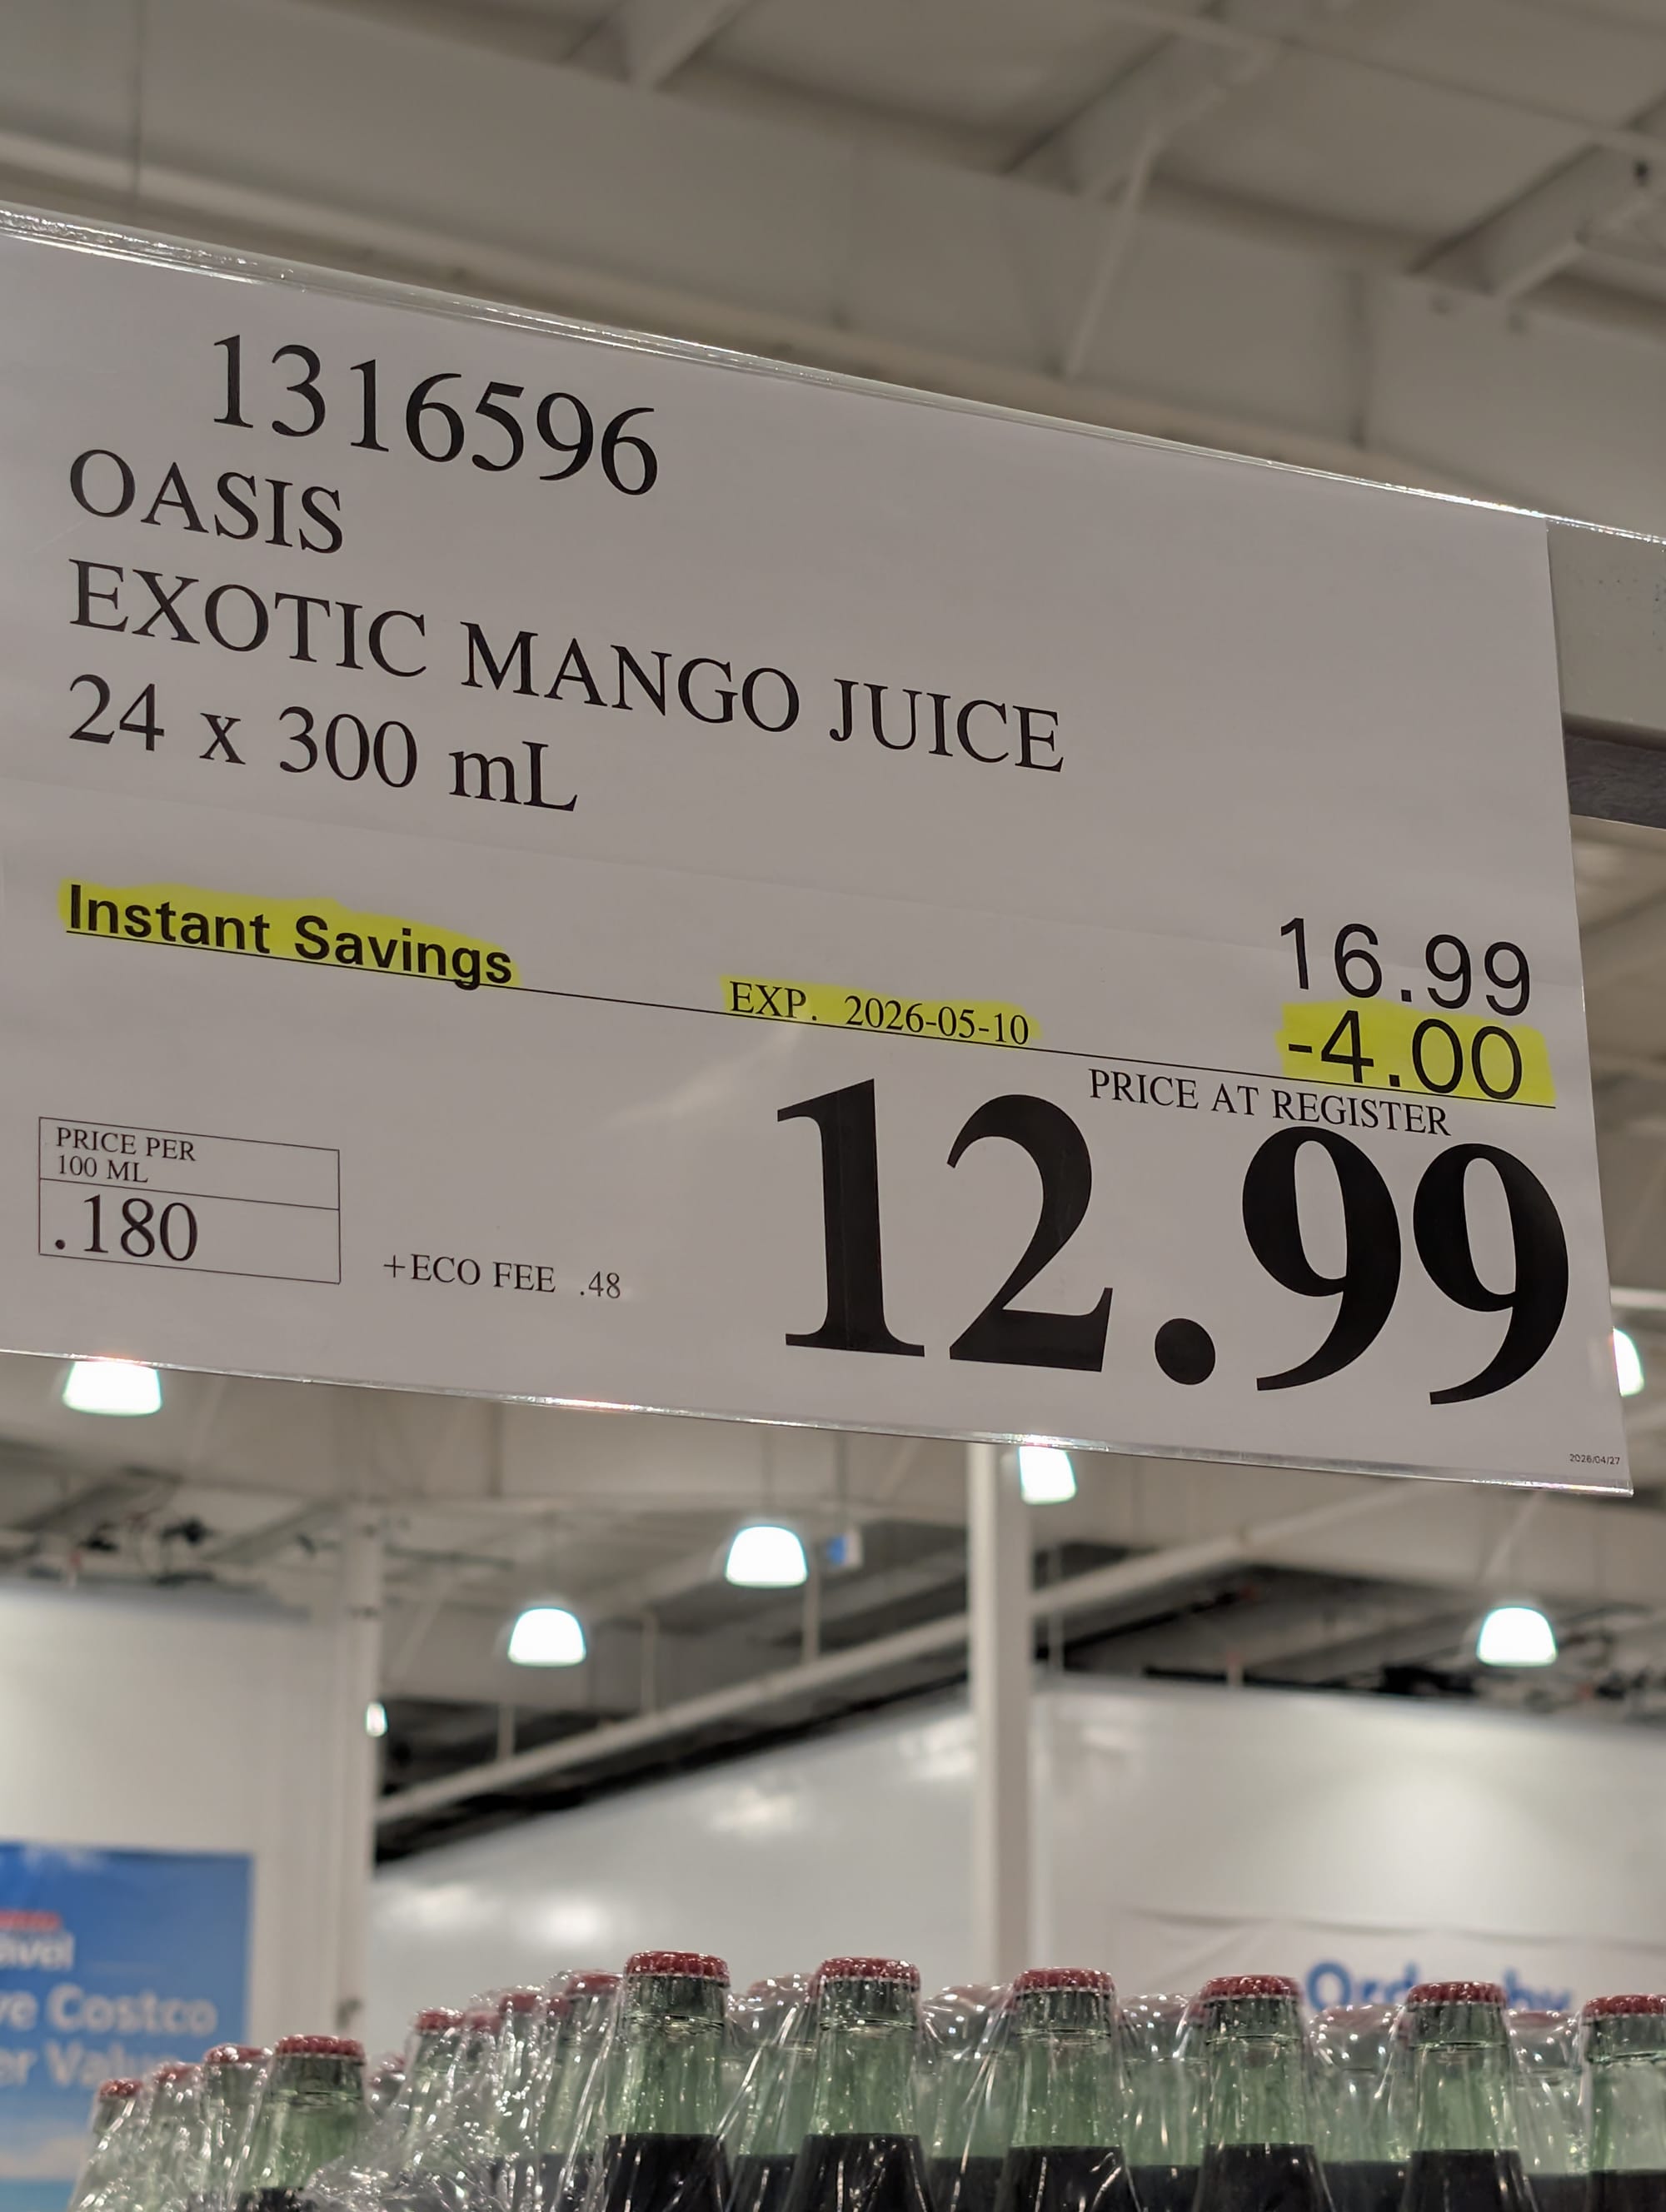 1316596
OASIS
EXOTIC MANGO JUICE
24 x 300 mL
16.99
Instant Savings
EXP. 2026-05-10
-4.00
PRICE AT REGISTER
12.99
PRICE PER
100 ML
.180
+ECO FEE .48
2026/04/27
Costco